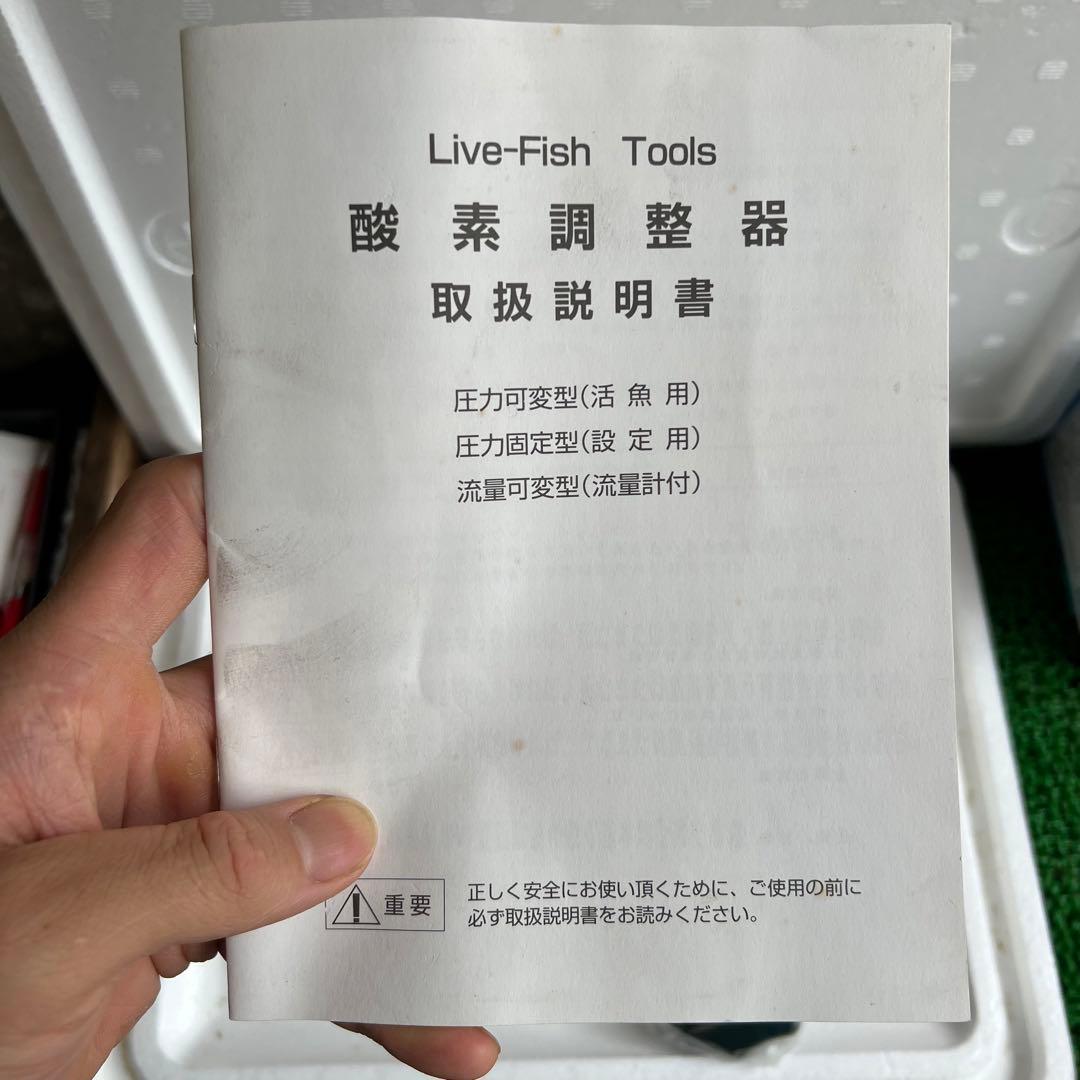 Live-Fish Tools
酸素調整器
取扱説明書
圧力可変型(活魚用)
圧力固定型(設定用)
流量可変型(流量計付)
重要
正しく安全にお使い頂くために、ご使用の前に
必ず取扱説明書をお読みください。